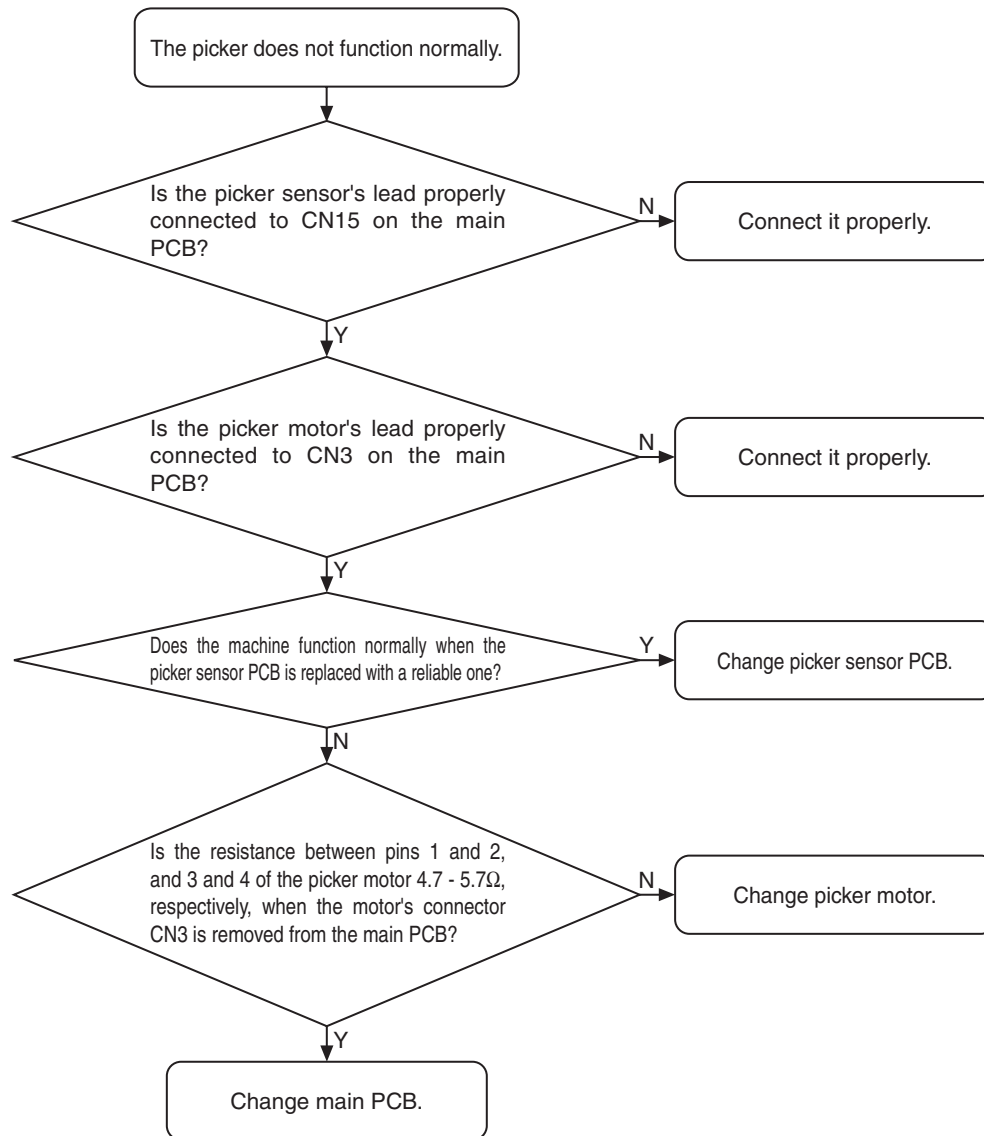 The picker does not function normally.
Is the picker sensor's lead properly
connected to CN15 on the main
PCB?
N
Connect it properly.
Y
Is the picker motor's lead properly
connected to CN3 on the main
PCB?
N
Connect it properly.
Y
Does the machine function normally when the
picker sensor PCB is replaced with a reliable one?
Y
Change picker sensor PCB.
N
Is the resistance between pins 1 and 2,
and 3 and 4 of the picker motor 4.7 - 5.7Ω,
respectively, when the motor's connector
CN3 is removed from the main PCB?
N
Change picker motor.
Y
Change main PCB.